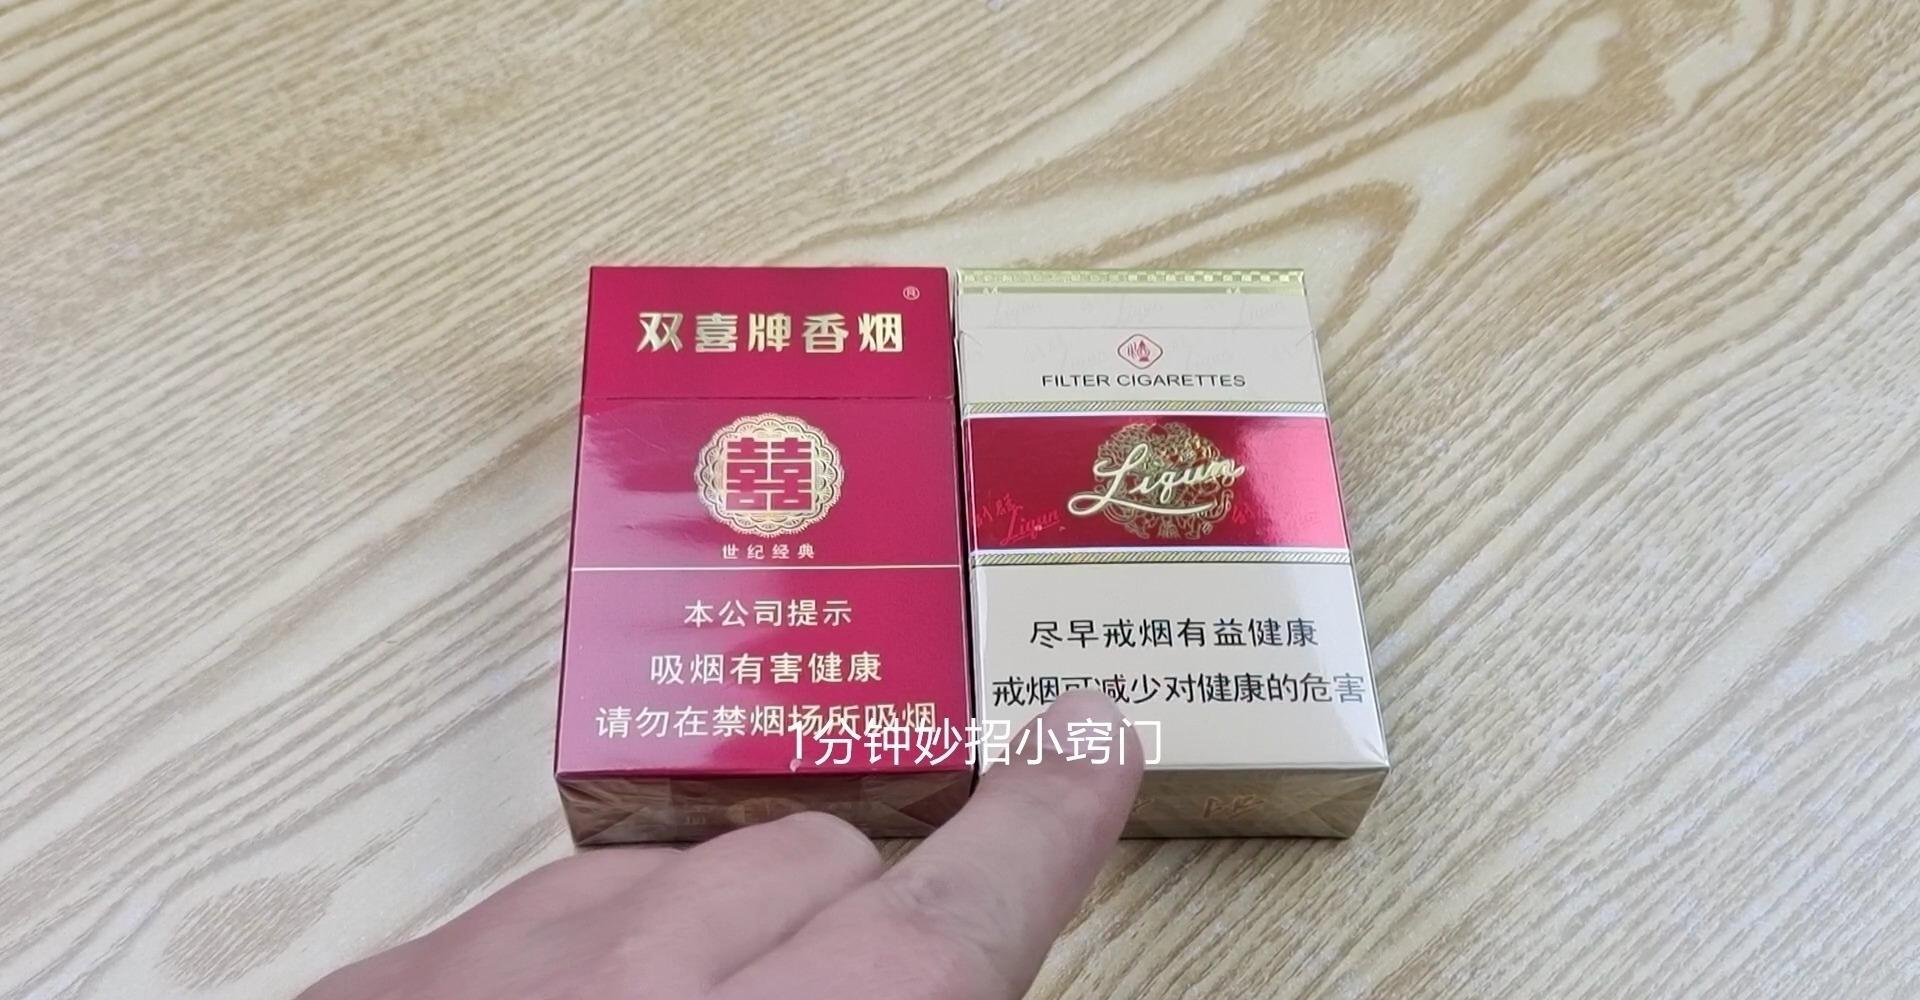 双喜牌香烟
®
囍
世纪经典
本公司提示
吸烟有害健康
请勿在禁烟场所吸烟
FILTER CIGARETTES
Liqun
Liqun
尽早戒烟有益健康
戒烟可减少对健康的危害
1分钟妙招小窍门